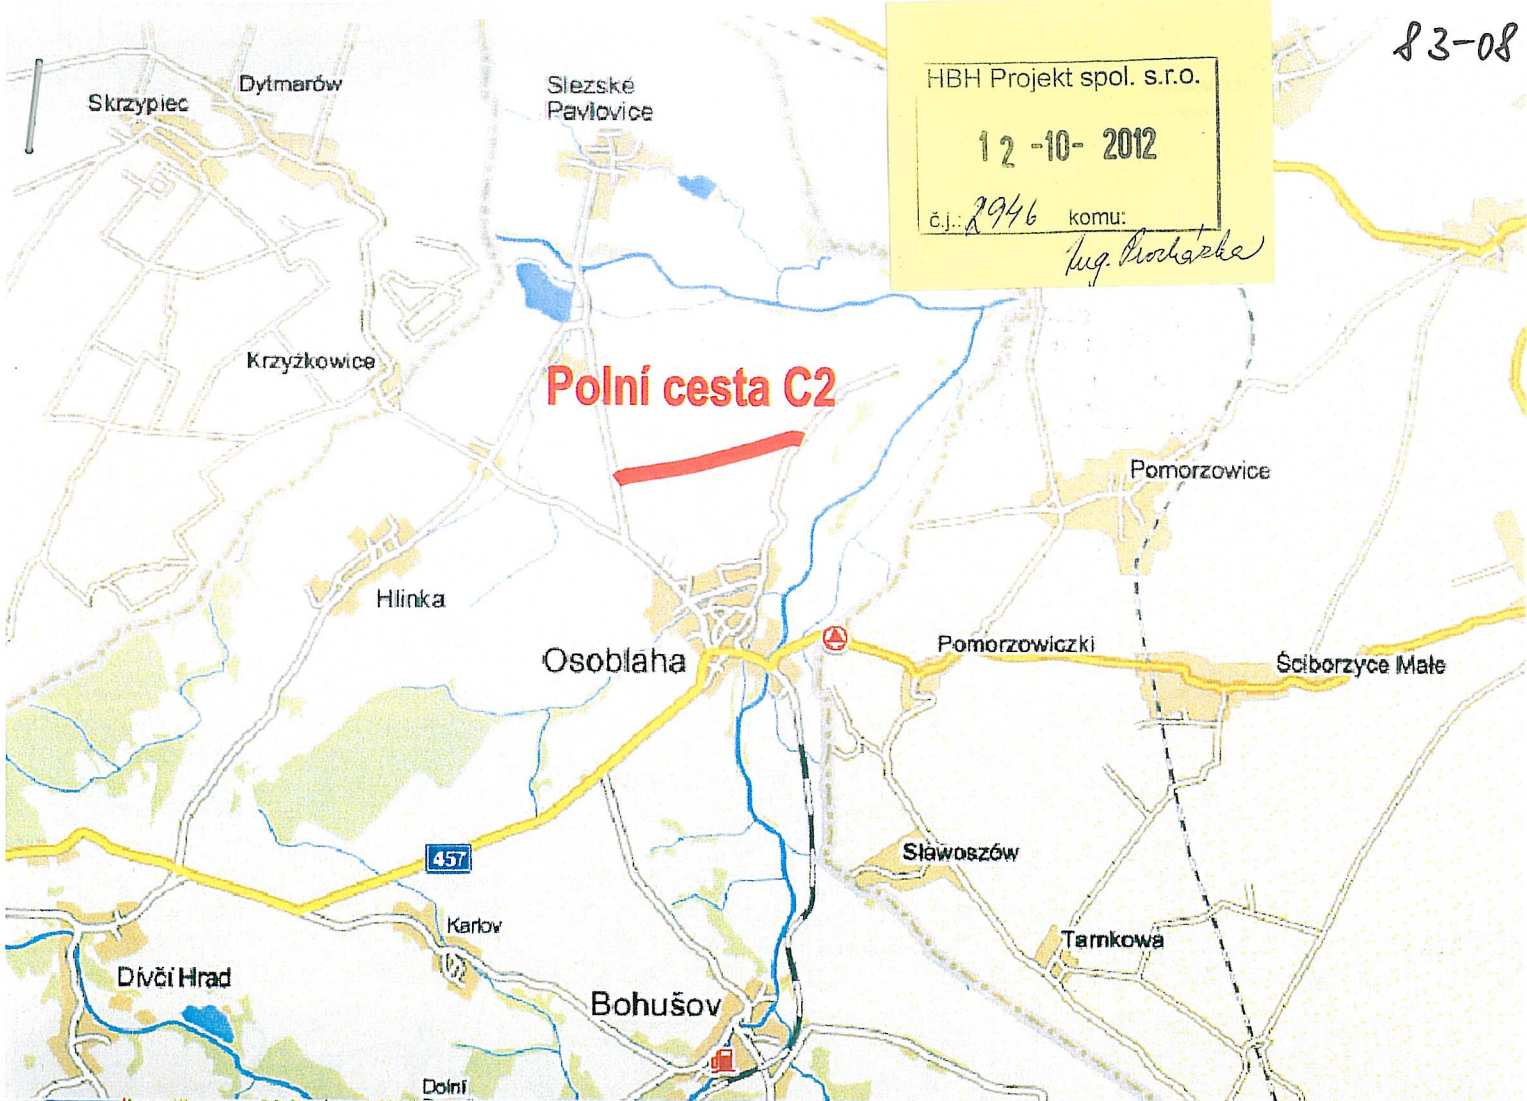 83-08
HBH Projekt spol. s.r.o.
12 -10- 2012
č.j.: 2946 komu:
Ing. Procházka
Dytmarów
Skrzypiec
Slezské
Pavlovice
Krzyżkowice
Polní cesta C2
Pomorzowice
Hlinka
Osoblaha
Pomorzowiczki
Ściborzyce Małe
457
Sławoszów
Karlov
Tarnkowa
Dívčí Hrad
Bohušov
Dolní